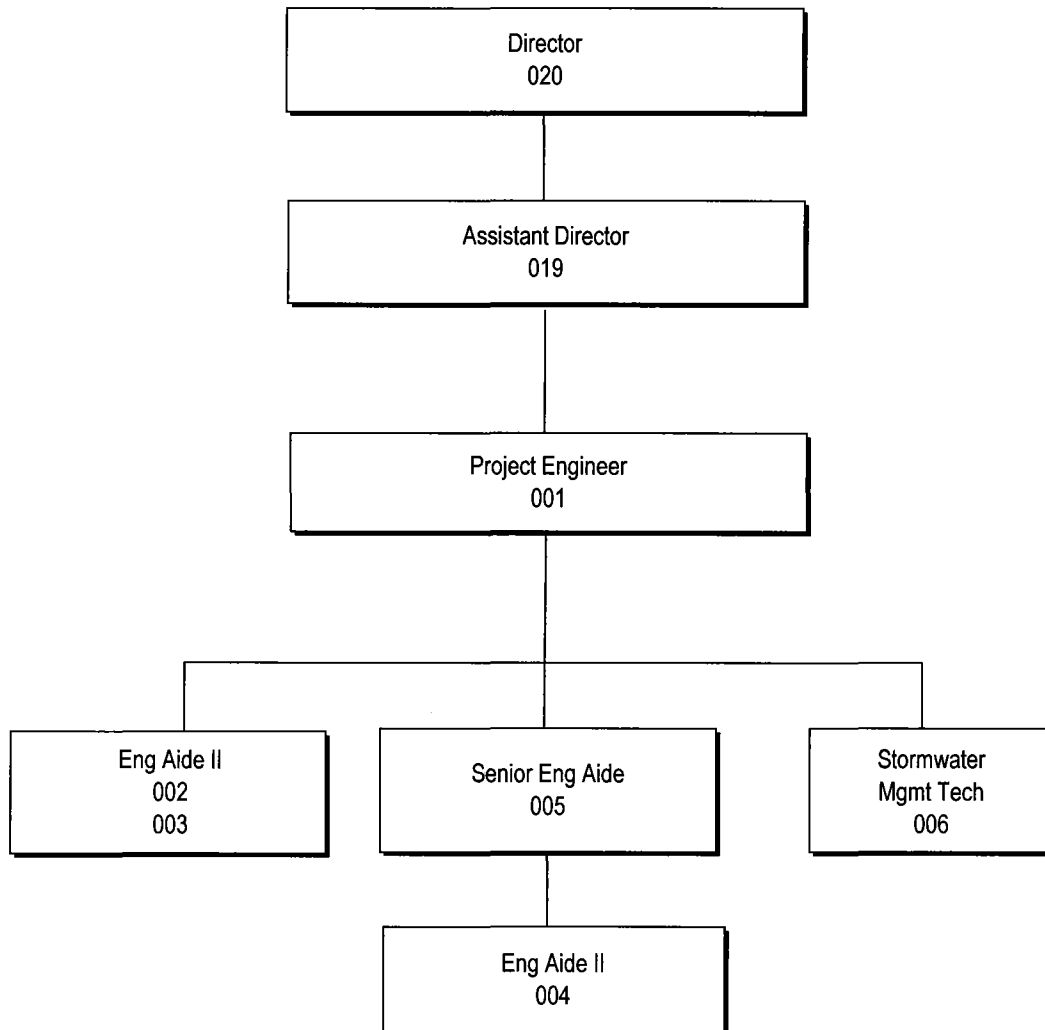 Director
020
Assistant Director
019
Project Engineer
001
Eng Aide II
002
003
Senior Eng Aide
005
Stormwater
Mgmt Tech
006
Eng Aide II
004